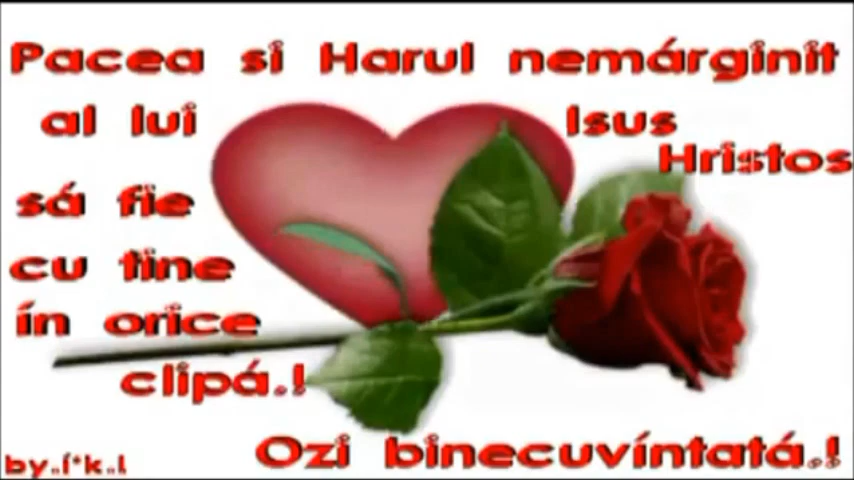 Pacea si Harul nemárginit
al lui Isus
Hristos
sá fie
cu tine
ín orice
clipá.!
Ozi binecuvíntatá.!
by..í*k.l